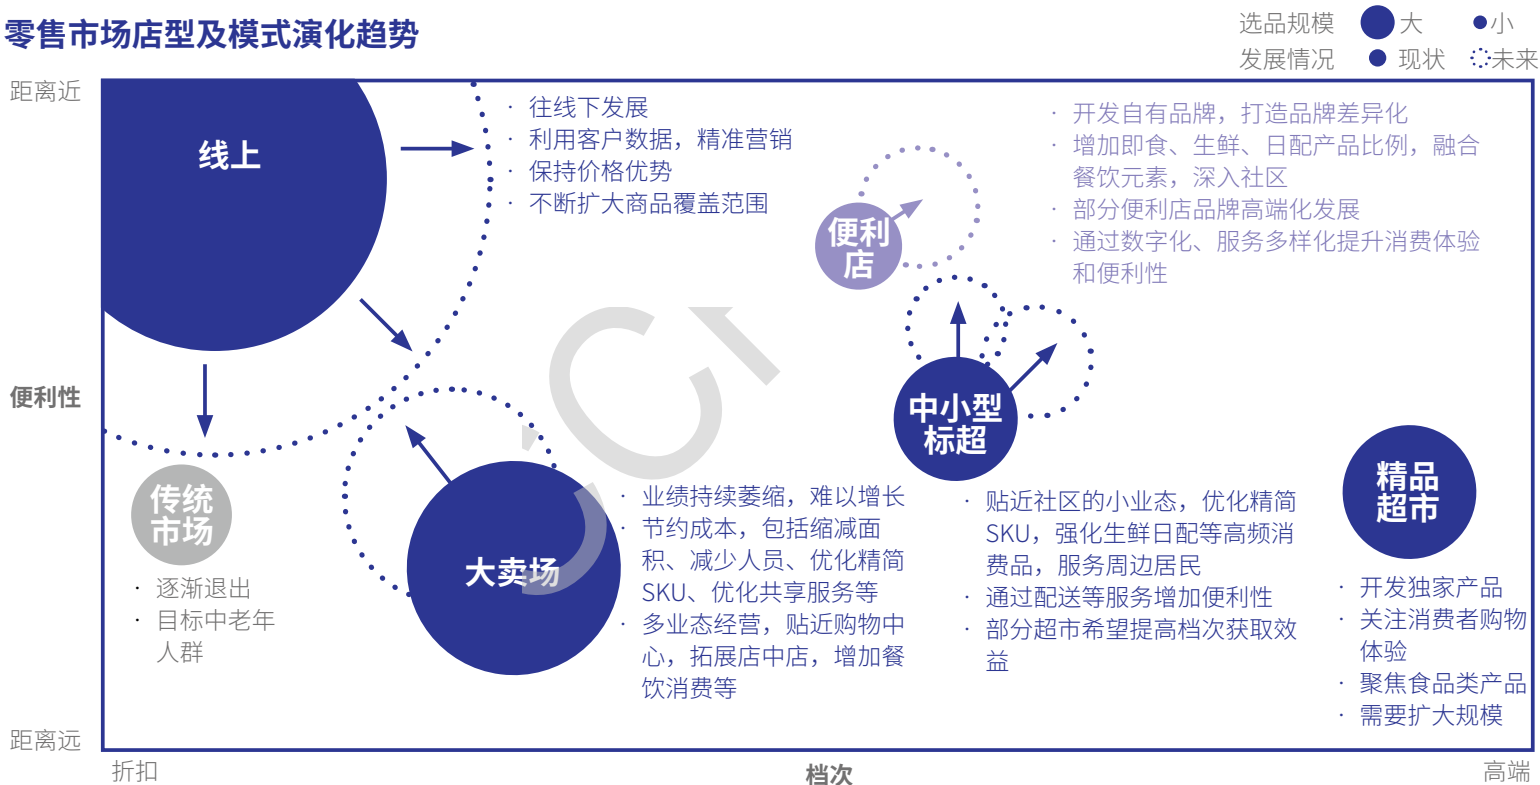 零售市场店型及模式演化趋势
选品规模 大 小
发展情况 现状 未来
距离近
便利性
距离远
折扣
档次
高端
线上
· 往线下发展
· 利用客户数据，精准营销
· 保持价格优势
· 不断扩大商品覆盖范围
便利
店
· 开发自有品牌，打造品牌差异化
· 增加即食、生鲜、日配产品比例，融合
餐饮元素，深入社区
· 部分便利店品牌高端化发展
· 通过数字化、服务多样化提升消费体验
和便利性
传统
市场
· 逐渐退出
· 目标中老年
人群
大卖场
· 业绩持续萎缩，难以增长
· 节约成本，包括缩减面
积、减少人员、优化精简
SKU、优化共享服务等
· 多业态经营，贴近购物中
心，拓展店中店，增加餐
饮消费等
中小型
标超
· 贴近社区的小业态，优化精简
SKU，强化生鲜日配等高频消
费品，服务周边居民
· 通过配送等服务增加便利性
· 部分超市希望提高档次获取效
益
精品
超市
· 开发独家产品
· 关注消费者购物
体验
· 聚焦食品类产品
· 需要扩大规模